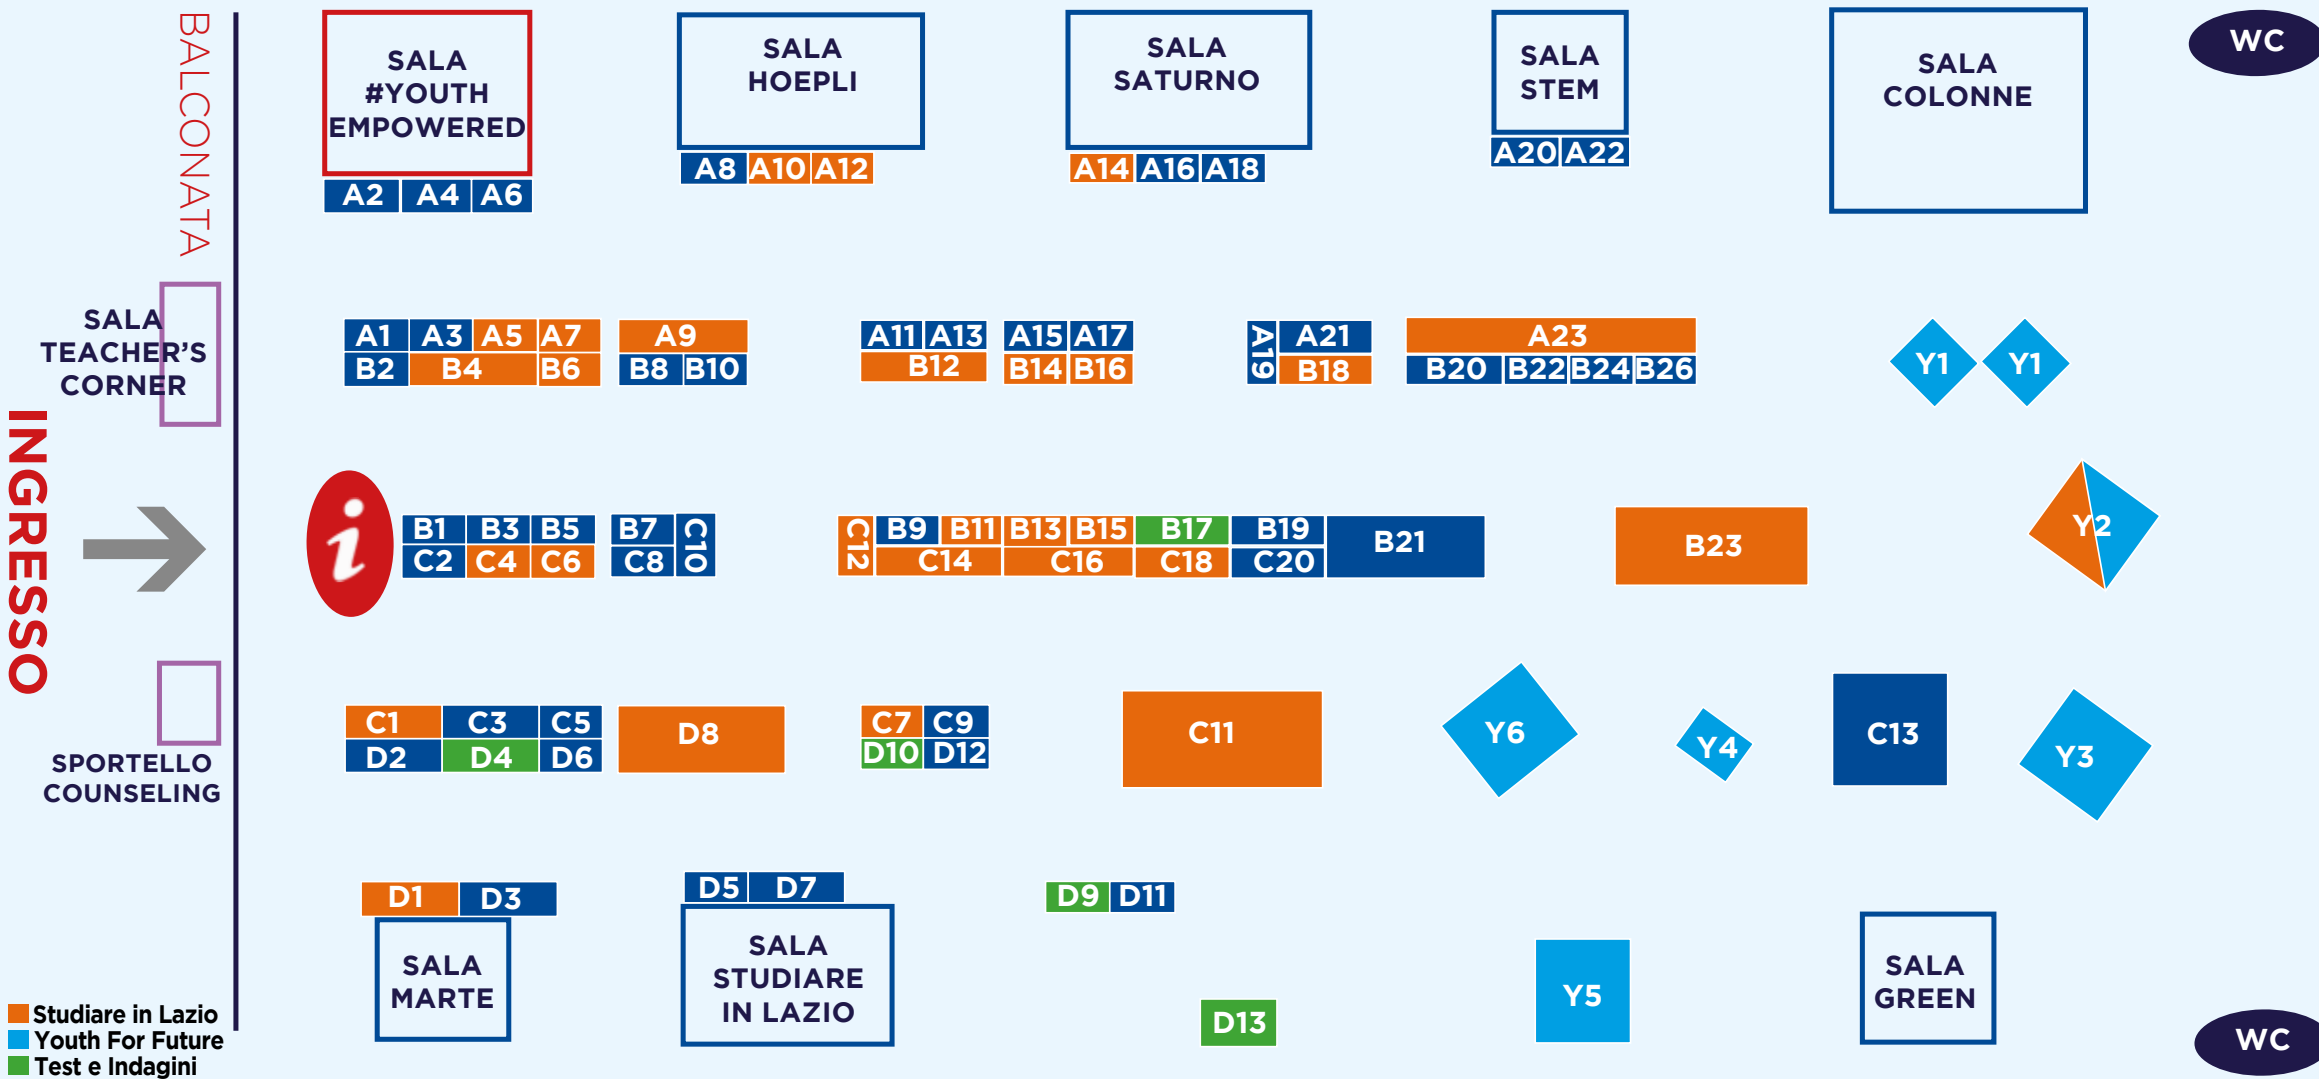 BALCONATA
SALA
#YOUTH
EMPOWERED
A2 A4 A6
SALA
HOEPLI
A8 A10 A12
SALA
SATURNO
A14 A16 A18
SALA
STEM
A20 A22
SALA
COLONNE
WC
SALA
TEACHER'S
CORNER
A1 A3 A5 A7 A9 A11 A13 A15 A17 A19 A21 A23
B2 B4 B6 B8 B10 B12 B14 B16 B18 B20 B22 B24 B26
Y1 Y1
INGRESSO
i
B1 B3 B5 B7 C10 C12 B9 B11 B13 B15 B17 B19 B21 B23 Y2
C2 C4 C6 C8 C14 C16 C18 C20
SPORTELLO
COUNSELING
C1 C3 C5 D8 C7 C9 C11 Y6 Y4 C13 Y3
D2 D4 D6 D10 D12
D1 D3
SALA
MARTE
D5 D7
SALA
STUDIARE
IN LAZIO
D9 D11
D13
Y5
SALA
GREEN
WC
Studiare in Lazio
Youth For Future
Test e Indagini